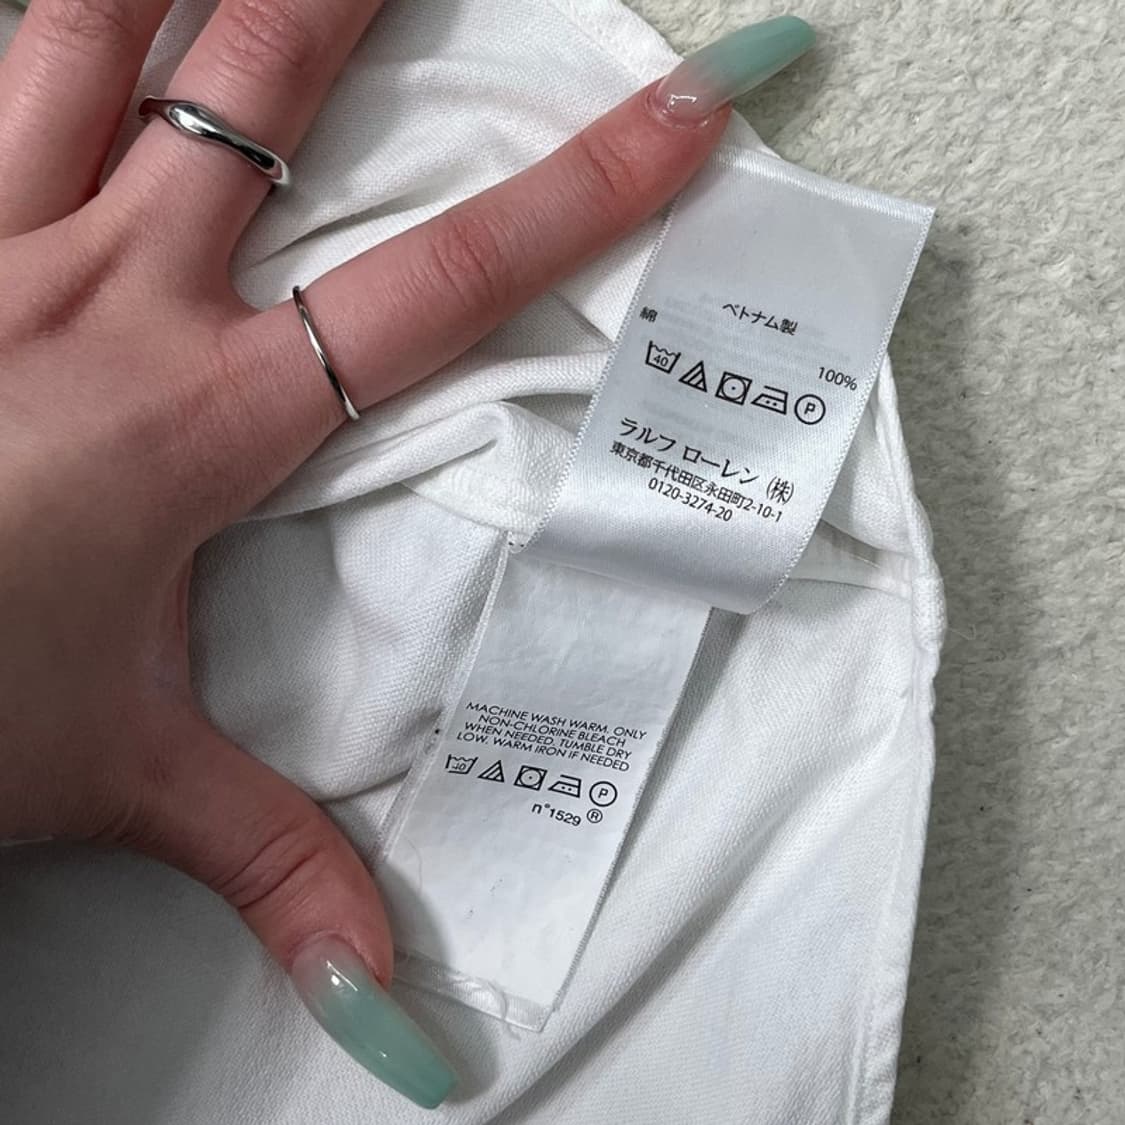 ベトナム製
綿 100%
40 P
ラルフ ローレン (株)
東京都千代田区永田町2-10-1
0120-3274-20
MACHINE WASH WARM. ONLY
NON-CHLORINE BLEACH
WHEN NEEDED. TUMBLE DRY
LOW. WARM IRON IF NEEDED
40 P
n°1529 ®